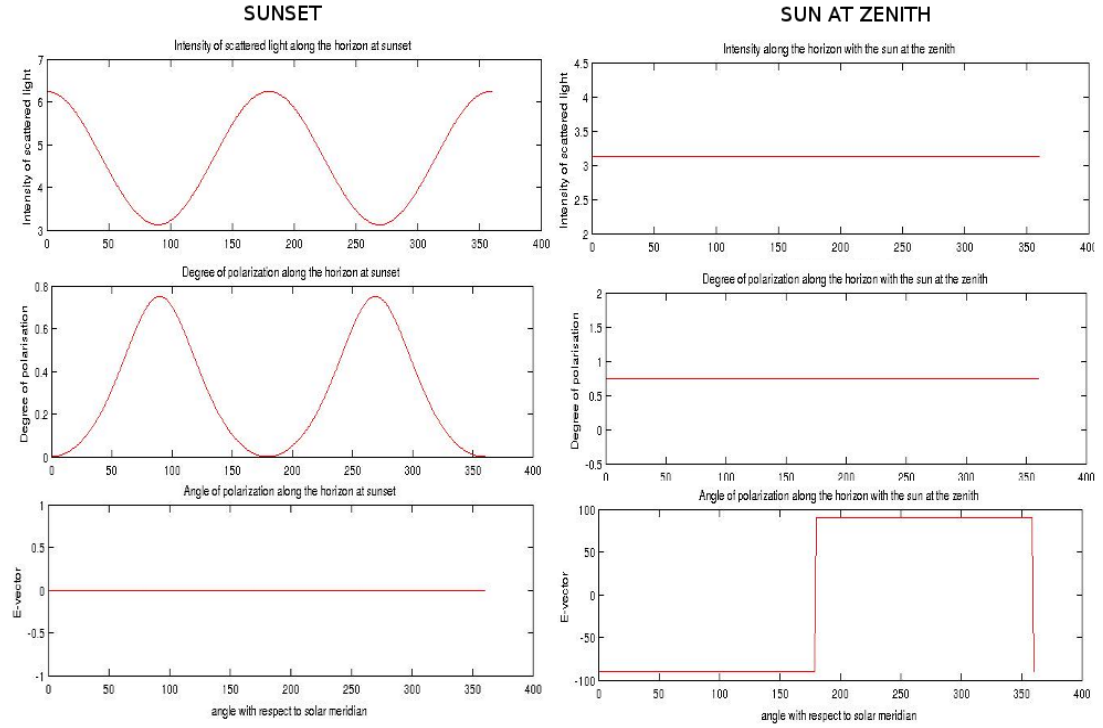 SUNSET
Intensity of scattered light along the horizon at sunset
Intensity of scattered light
7
6
5
4
3
0 50 100 150 200 250 300 350 400
Degree of polarization along the horizon at sunset
Degree of polarisation
0.8
0.6
0.4
0.2
0
0 50 100 150 200 250 300 350 400
Angle of polarization along the horizon at sunset
E-vector
1
0.5
0
-0.5
-1
0 50 100 150 200 250 300 350 400
angle with respect to solar meridian
SUN AT ZENITH
Intensity along the horizon with the sun at the zenith
Intensity of scattered light
4.5
4
3.5
3
2.5
2
0 50 100 150 200 250 300 350 400
Degree of polarization along the horizon with the sun at the zenith
Degree of polarisation
2
1.5
1
0.5
0
-0.5
0 50 100 150 200 250 300 350 400
Angle of polarization along the horizon with the sun at the zenith
E-vector
100
50
0
-50
-100
0 50 100 150 200 250 300 350 400
angle with respect to solar meridian